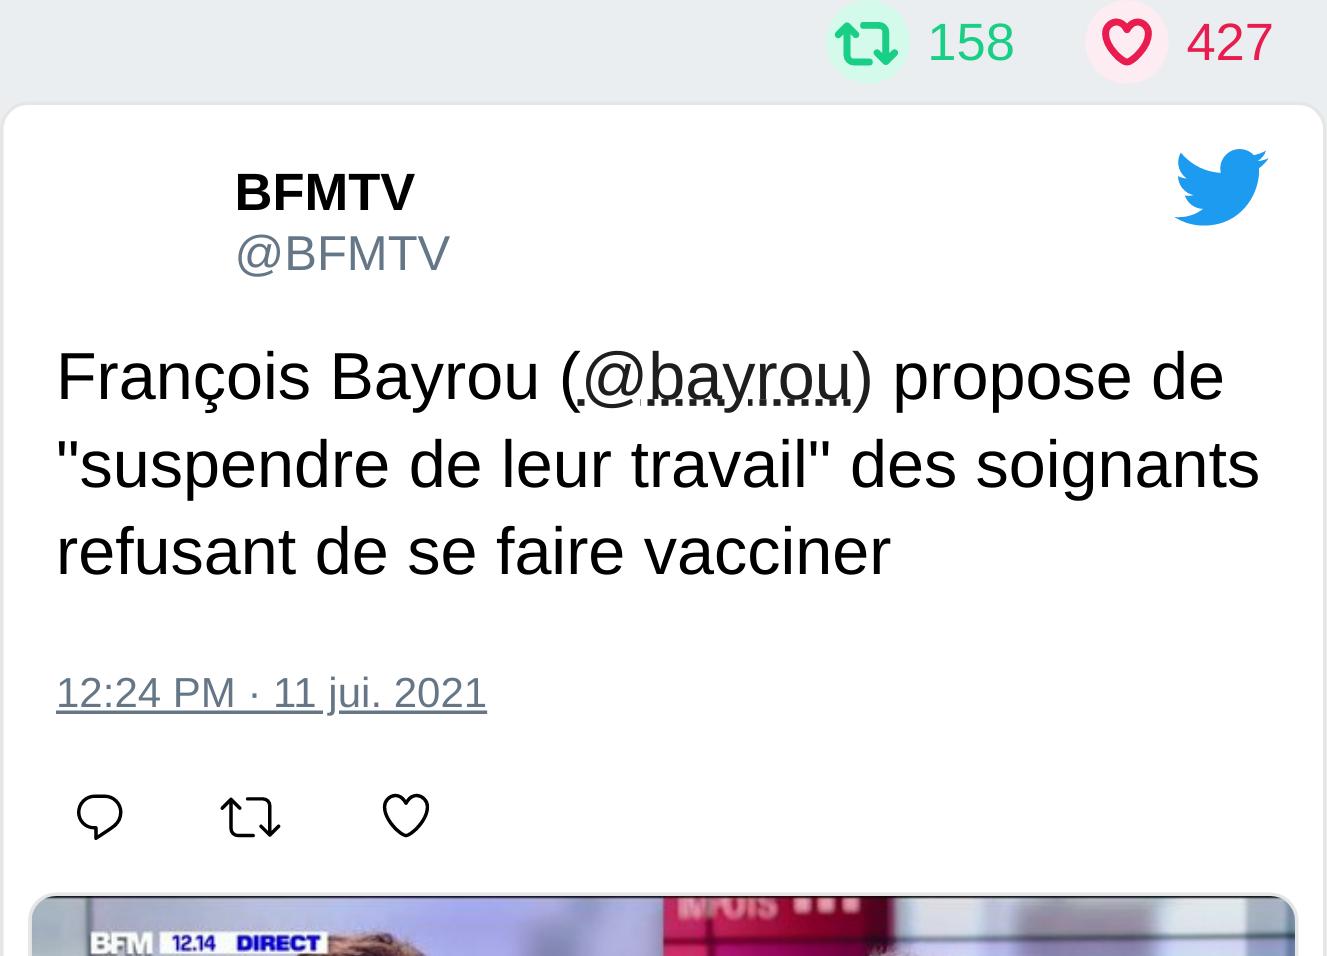 158 427
BFMTV
@BFMTV
François Bayrou (@bayrou) propose de
"suspendre de leur travail" des soignants
refusant de se faire vacciner
12:24 PM · 11 jui. 2021
BFM 12.14 DIRECT